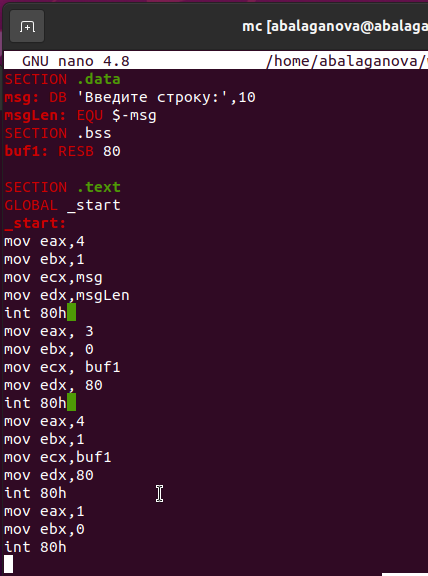 mc [abalaganova@abalaga
GNU nano 4.8 /home/abalaganova/
SECTION .data
msg: DB 'Введите строку:',10
msgLen: EQU $-msg
SECTION .bss
buf1: RESB 80
SECTION .text
GLOBAL _start
_start:
mov eax,4
mov ebx,1
mov ecx,msg
mov edx,msgLen
int 80h
mov eax, 3
mov ebx, 0
mov ecx, buf1
mov edx, 80
int 80h
mov eax,4
mov ebx,1
mov ecx,buf1
mov edx,80
int 80h
mov eax,1
mov ebx,0
int 80h